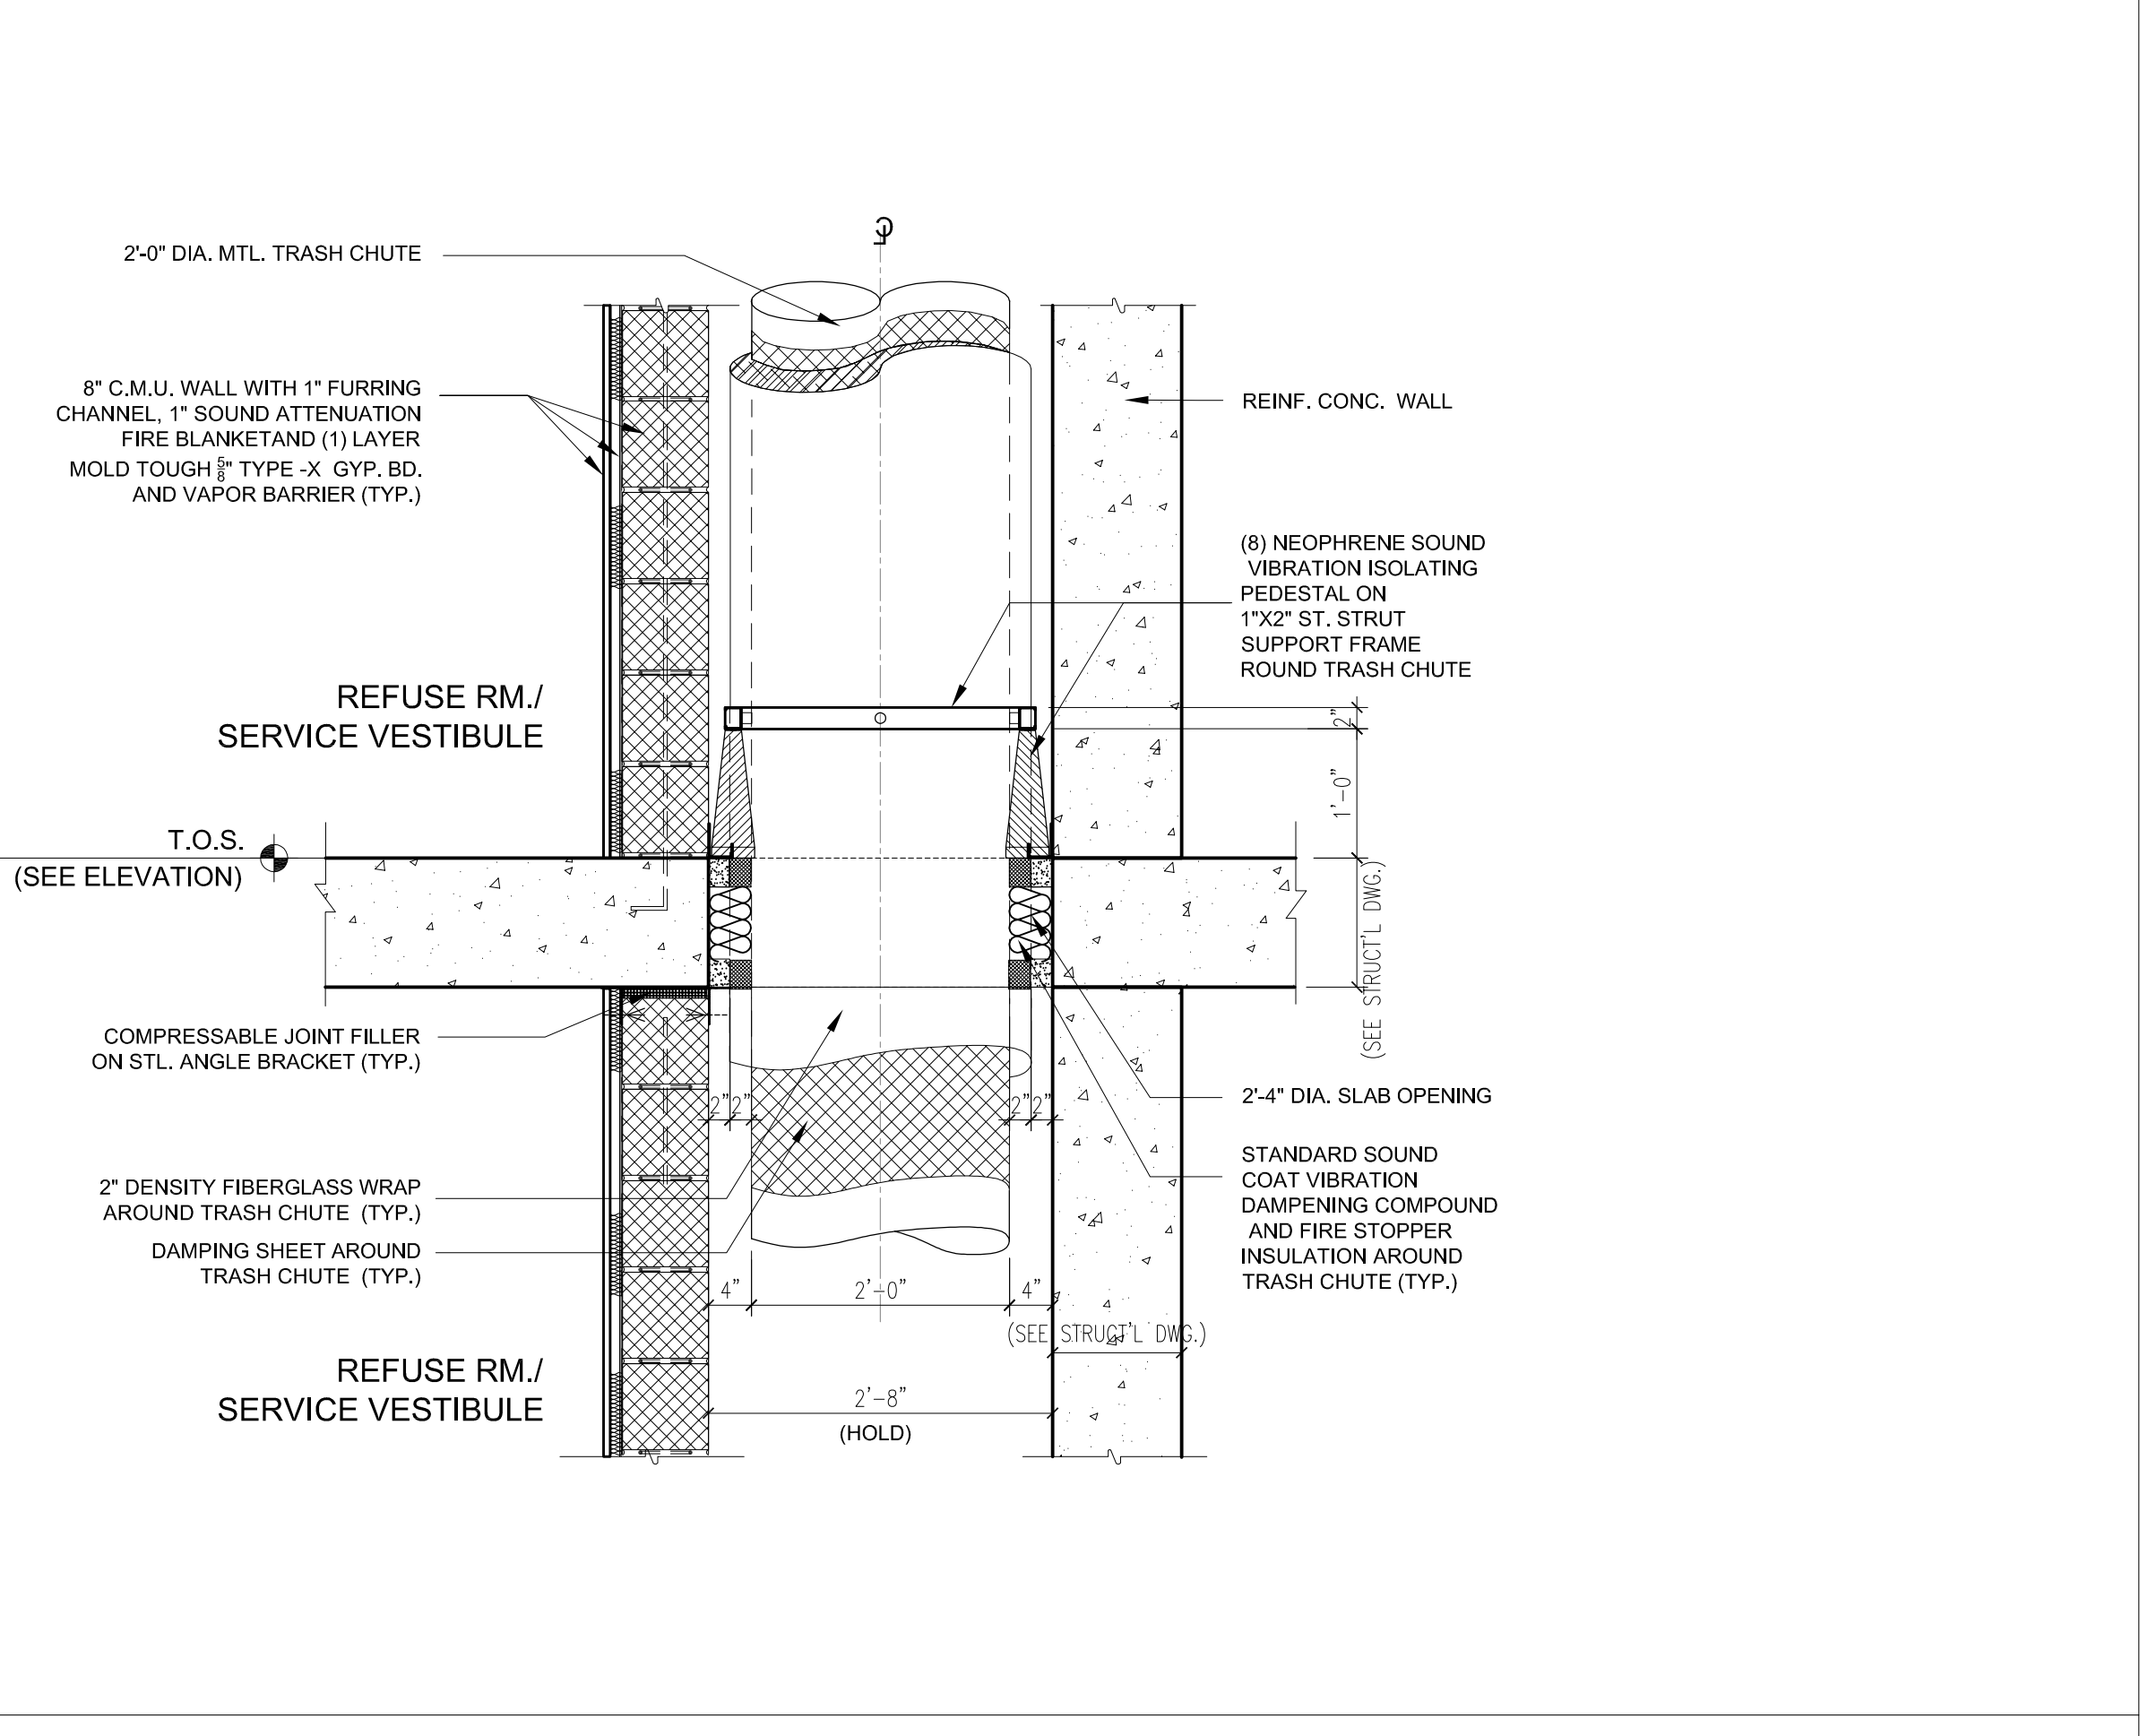 ℄
2'-0" DIA. MTL. TRASH CHUTE
8" C.M.U. WALL WITH 1" FURRING
CHANNEL, 1" SOUND ATTENUATION
FIRE BLANKETAND (1) LAYER
MOLD TOUGH 5/8" TYPE -X  GYP. BD.
AND VAPOR BARRIER (TYP.)
REINF. CONC.  WALL
(8) NEOPHRENE SOUND
VIBRATION ISOLATING
PEDESTAL ON
1"X2" ST. STRUT
SUPPORT FRAME
ROUND TRASH CHUTE
REFUSE RM./
SERVICE VESTIBULE
2"
1'-0"
T.O.S.
(SEE ELEVATION)
(SEE STRUCT'L DWG.)
COMPRESSABLE JOINT FILLER
ON STL. ANGLE BRACKET (TYP.)
2" 2"
2" 2"
2'-4" DIA. SLAB OPENING
STANDARD SOUND
COAT VIBRATION
DAMPENING COMPOUND
AND FIRE STOPPER
INSULATION AROUND
TRASH CHUTE (TYP.)
2" DENSITY FIBERGLASS WRAP
AROUND TRASH CHUTE  (TYP.)
DAMPING SHEET AROUND
TRASH CHUTE  (TYP.)
4" 2'-0" 4"
(SEE STRUCT'L DWG.)
REFUSE RM./
SERVICE VESTIBULE
2'-8"
(HOLD)